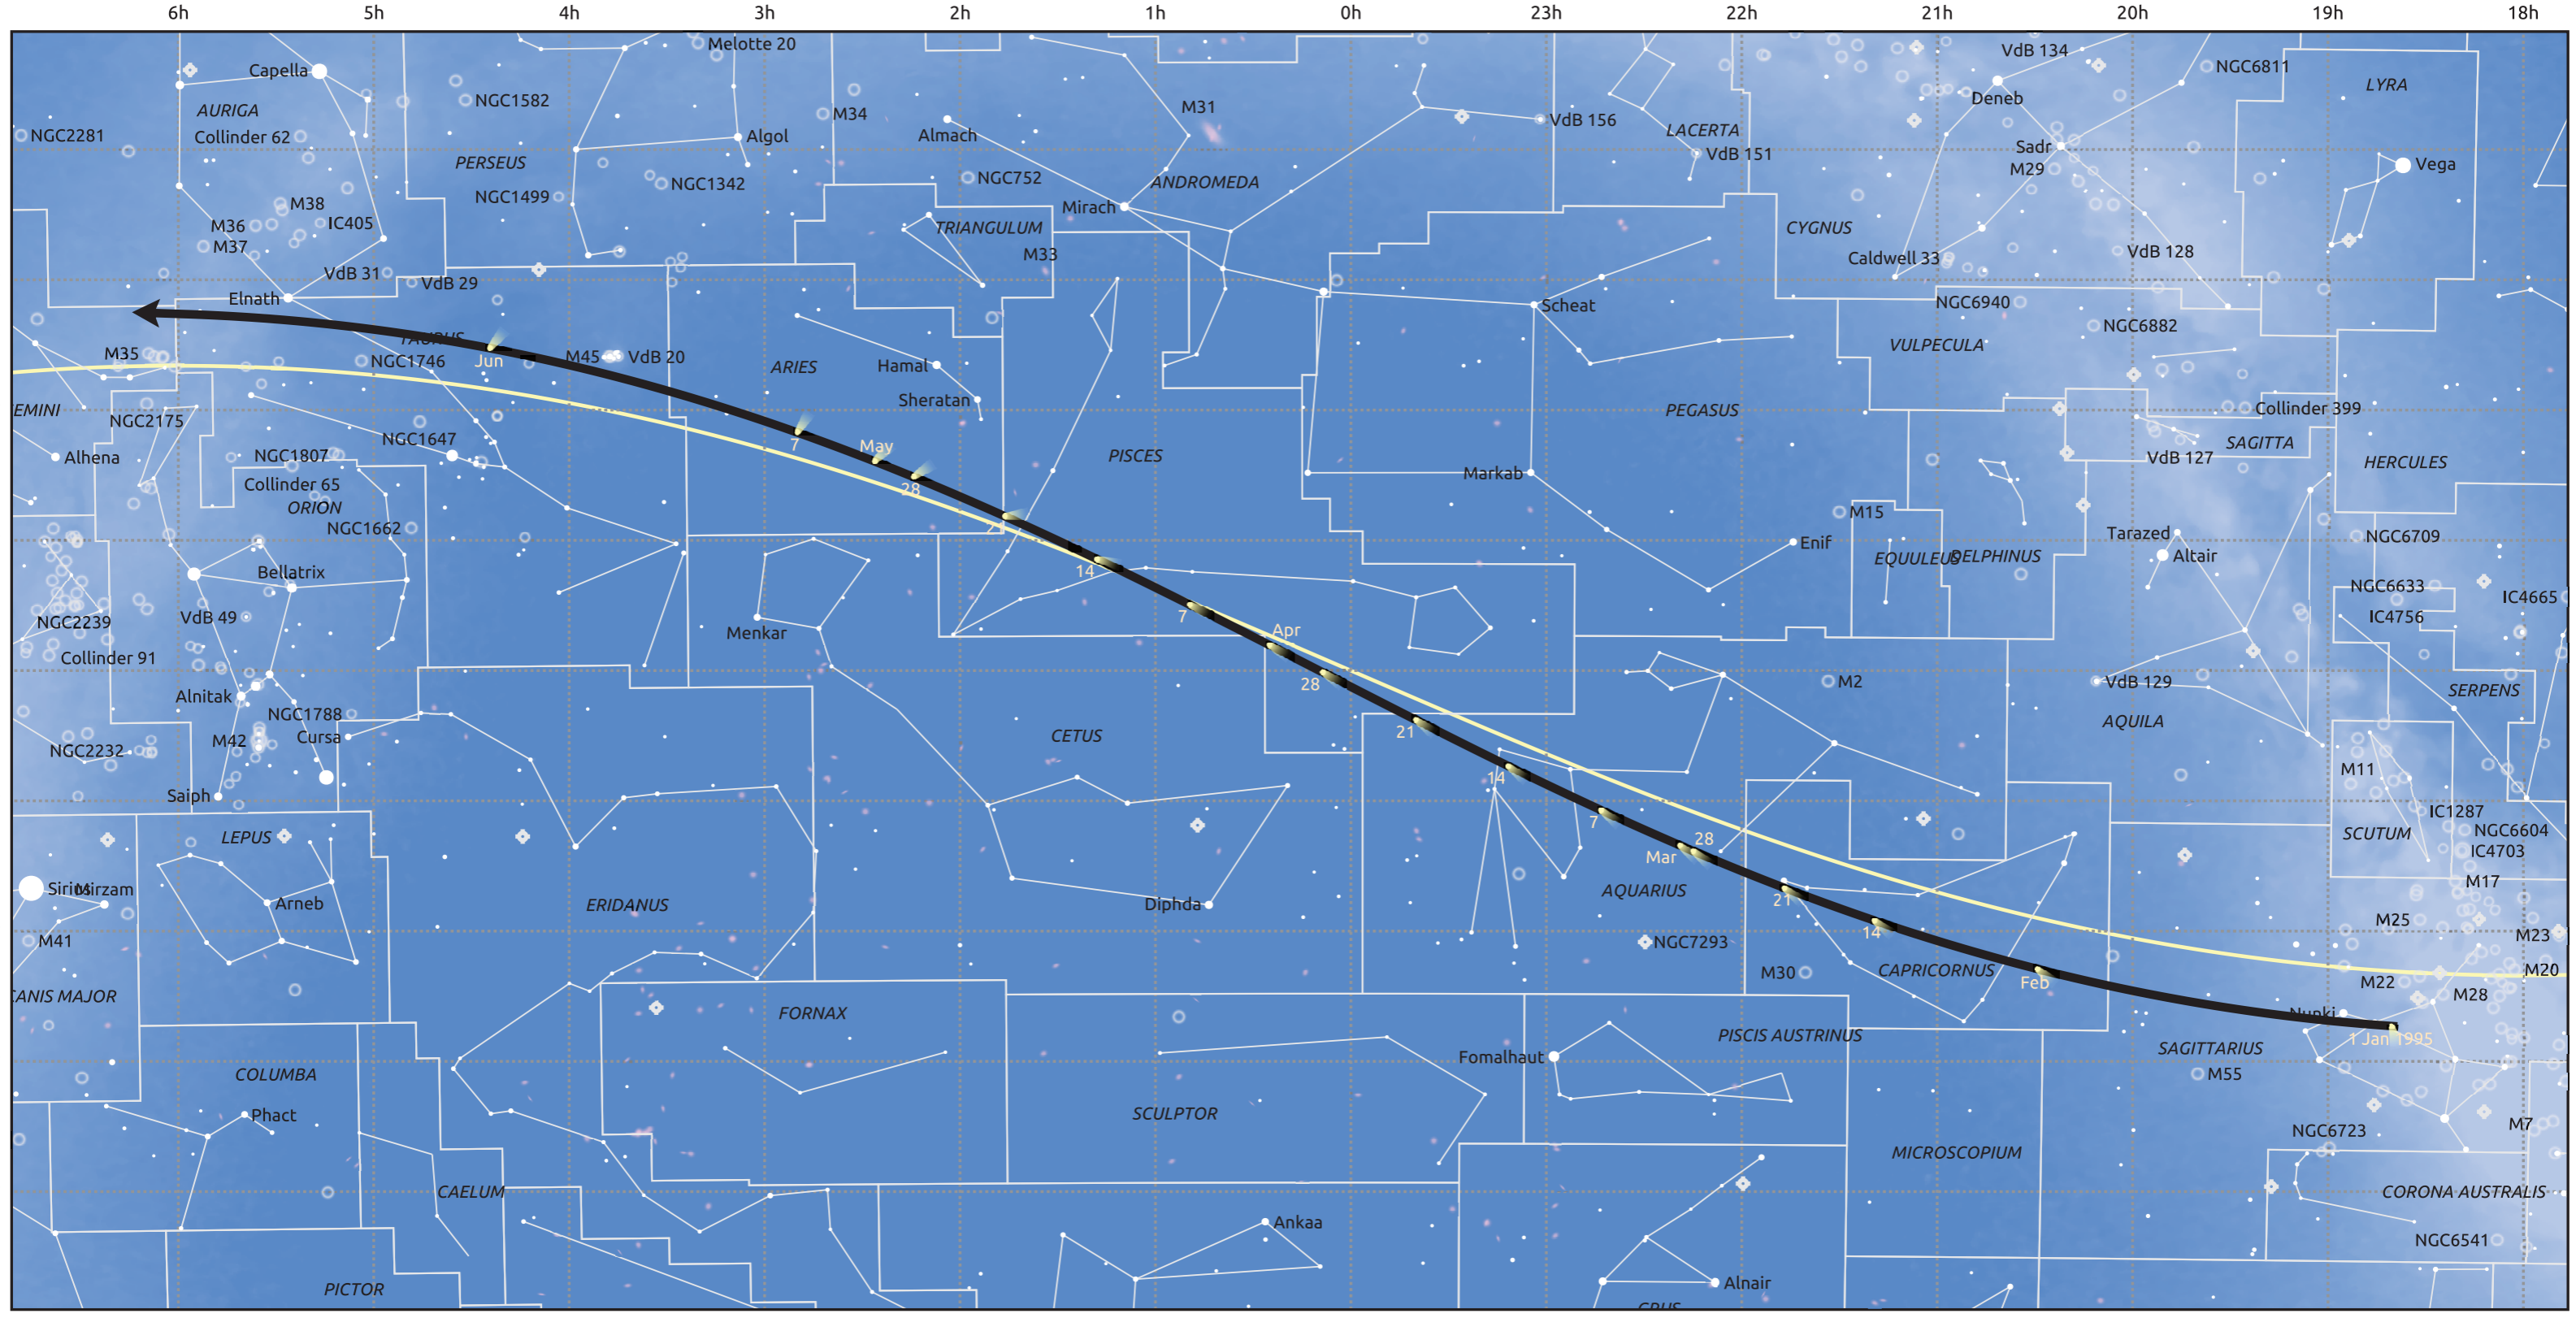 6h 5h 4h 3h 2h 1h 0h 23h 22h 21h 20h 19h 18h
Melotte 20
VdB 134
Capella
NGC6811
LYRA
NGC1582
AURIGA
M34
M31
Deneb
Almach
VdB 156
LACERTA
NGC2281
Collinder 62
Algol
Sadr
VdB 151
PERSEUS
Vega
M29
NGC1342
NGC752
ANDROMEDA
NGC1499
M38
Mirach
M36
IC405
TRIANGULUM
CYGNUS
M37
M33
Caldwell 33
VdB 128
VdB 31
VdB 29
Elnath
Scheat
NGC6940
NGC6882
TAURUS
VULPECULA
M35
Jun
M45
VdB 20
NGC1746
ARIES
Hamal
Sheratan
EMINI
PEGASUS
Collinder 399
NGC2175
NGC1647
7
May
SAGITTA
Alhena
NGC1807
PISCES
VdB 127
HERCULES
Markab
Collinder 65
28
ORION
M15
NGC1662
21
Tarazed
NGC6709
Enif
EQUULEUS
DELPHINUS
Altair
Bellatrix
14
NGC6633
IC4665
VdB 49
7
IC4756
NGC2239
Menkar
Apr
Collinder 91
28
M2
VdB 129
SERPENS
Alnitak
NGC1788
AQUILA
M42
Cursa
CETUS
21
NGC2232
M11
14
Saiph
IC1287
7
LEPUS
28
SCUTUM
NGC6604
IC4703
Mar
Sirius
Mirzam
M17
AQUARIUS
21
Arneb
ERIDANUS
Diphda
M25
14
M41
NGC7293
M23
M30
CAPRICORNUS
M20
Feb
M22
CANIS MAJOR
M28
FORNAX
Nunki
PISCIS AUSTRINUS
1 Jan 1995
SAGITTARIUS
Fomalhaut
COLUMBA
M55
Phact
SCULPTOR
M7
NGC6723
MICROSCOPIUM
CAELUM
CORONA AUSTRALIS
Ankaa
NGC6541
Alnair
PICTOR
GRUS